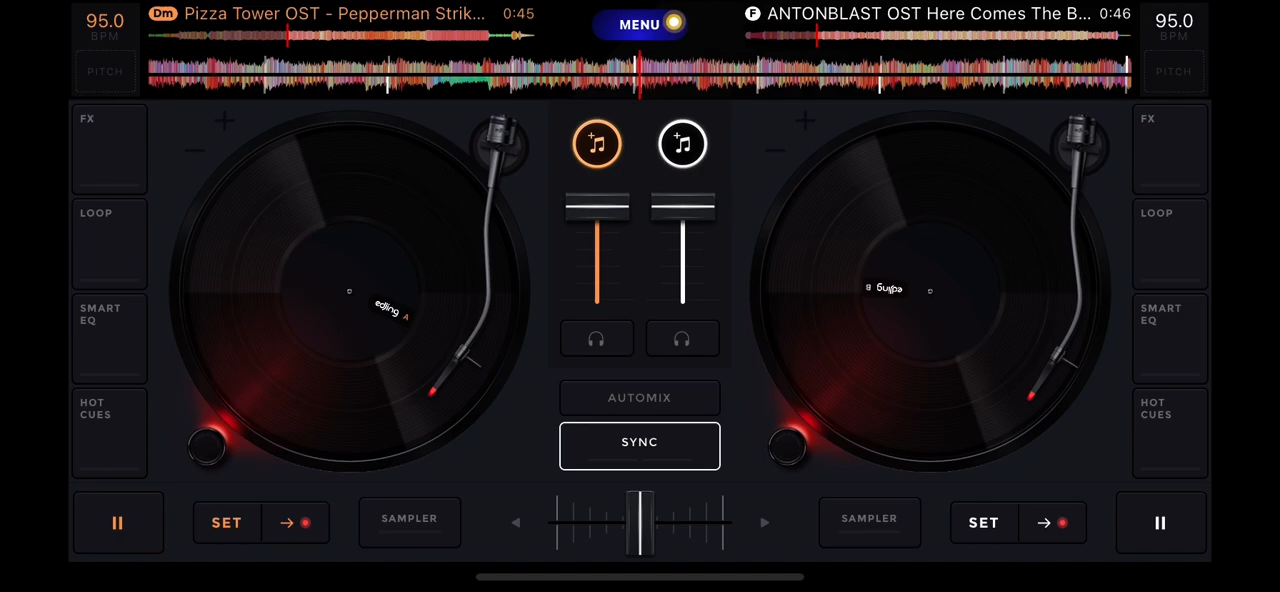 95.0
BPM
PITCH
Dm Pizza Tower OST - Pepperman Strik... 0:45
MENU
F ANTONBLAST OST Here Comes The B... 0:46
95.0
BPM
PITCH
FX
LOOP
SMART
EQ
HOT
CUES
edjing A
edjing B
FX
LOOP
SMART
EQ
HOT
CUES
AUTOMIX
SYNC
SET
SAMPLER
SAMPLER
SET